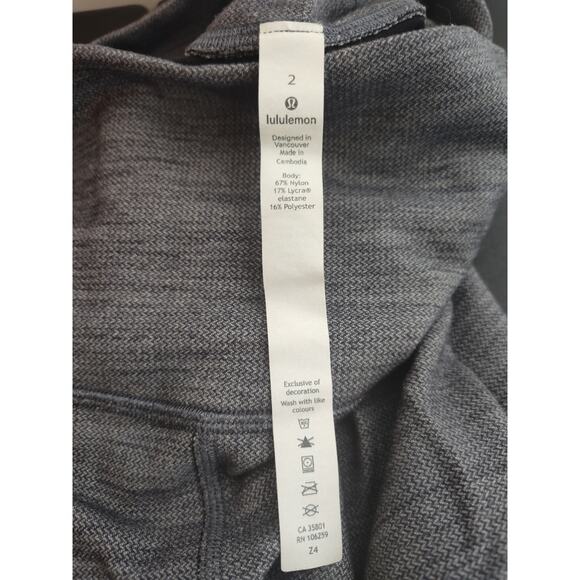 2
lululemon
Designed in
Vancouver
Made in
Cambodia
Body:
67% Nylon
17% Lycra®
elastane
16% Polyester
Exclusive of
decoration
Wash with like
colours
CA 35801
RN 106259
Z4